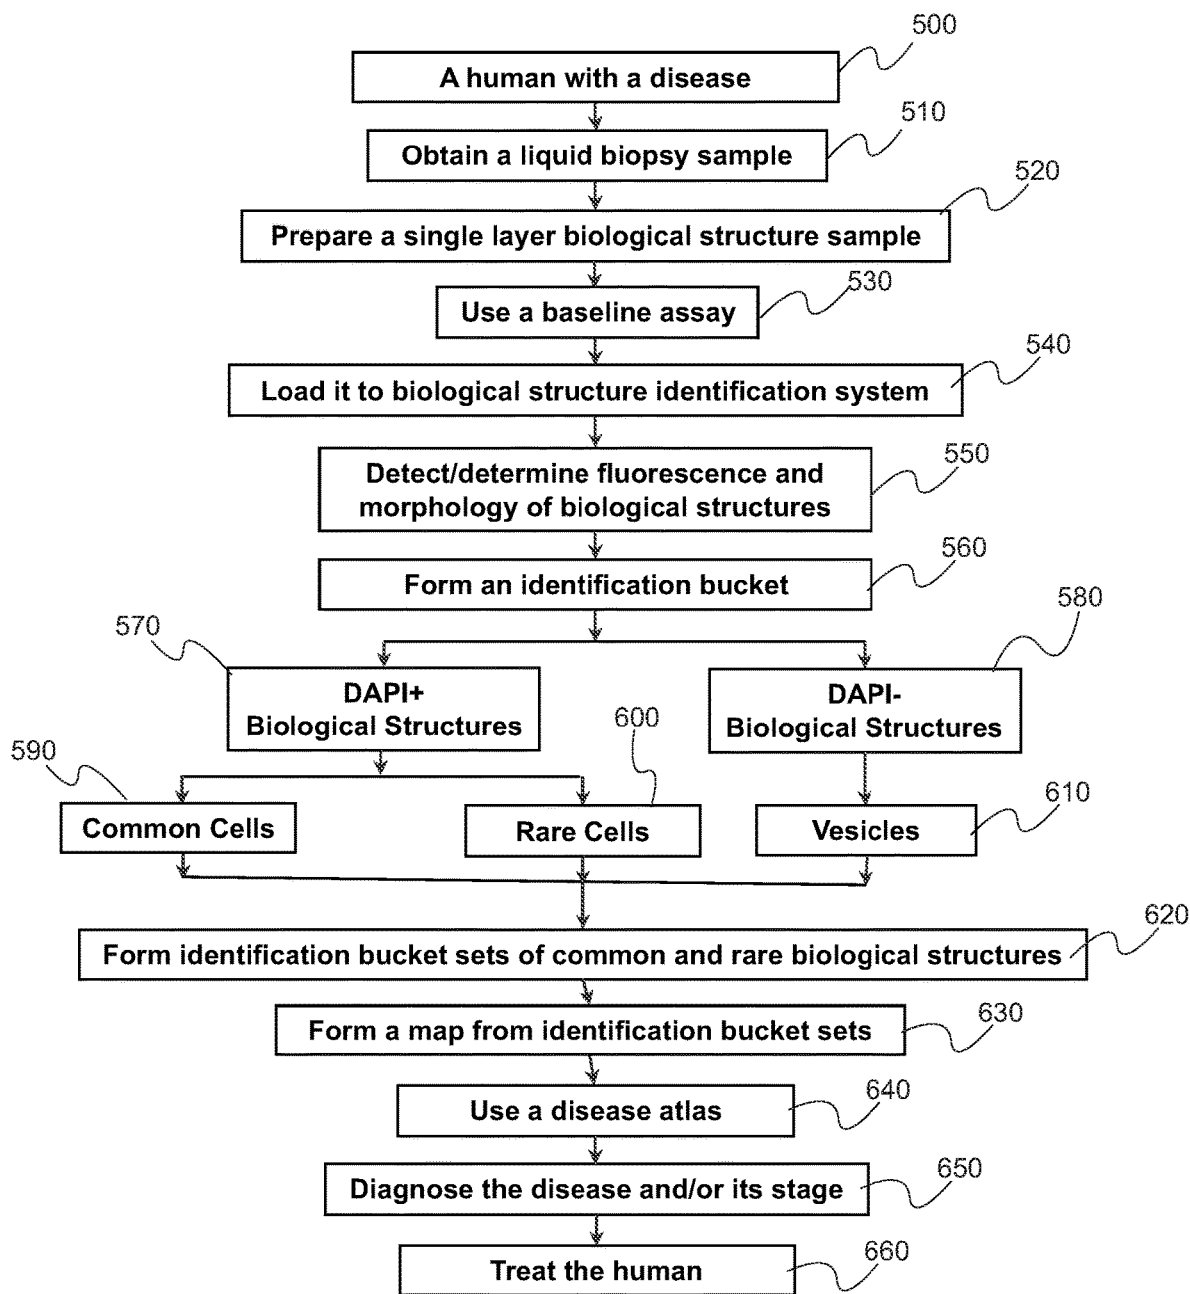 500
A human with a disease
510
Obtain a liquid biopsy sample
520
Prepare a single layer biological structure sample
530
Use a baseline assay
540
Load it to biological structure identification system
550
Detect/determine fluorescence and
morphology of biological structures
560
Form an identification bucket
570
580
DAPI+
Biological Structures
DAPI-
Biological Structures
590
600
610
Common Cells
Rare Cells
Vesicles
620
Form identification bucket sets of common and rare biological structures
630
Form a map from identification bucket sets
640
Use a disease atlas
650
Diagnose the disease and/or its stage
660
Treat the human